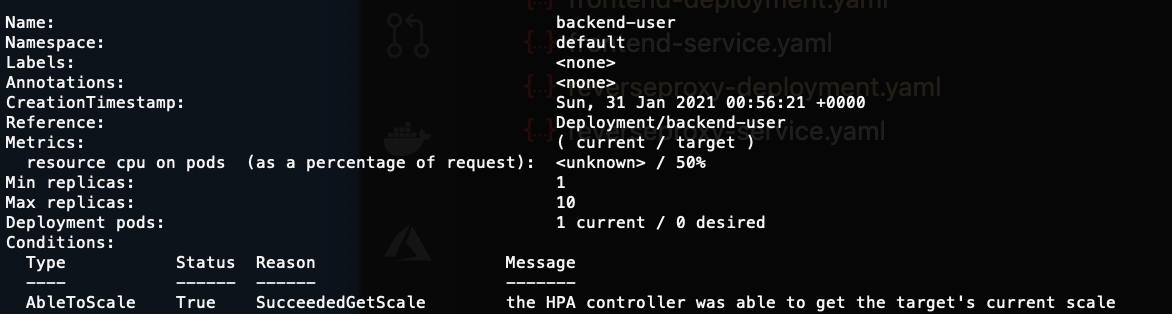 frontend-deployment.yaml
Name: backend-user
Namespace: default
{..} frontend-service.yaml
Labels: <none>
Annotations: <none>
{..} reverseproxy-deployment.yaml
CreationTimestamp: Sun, 31 Jan 2021 00:56:21 +0000
Reference: Deployment/backend-user
{..} reverseproxy-service.yaml
Metrics: ( current / target )
resource cpu on pods (as a percentage of request): <unknown> / 50%
Min replicas: 1
Max replicas: 10
Deployment pods: 1 current / 0 desired
Conditions:
Type Status Reason Message
---- ------ ------ -------
AbleToScale True SucceededGetScale the HPA controller was able to get the target's current scale